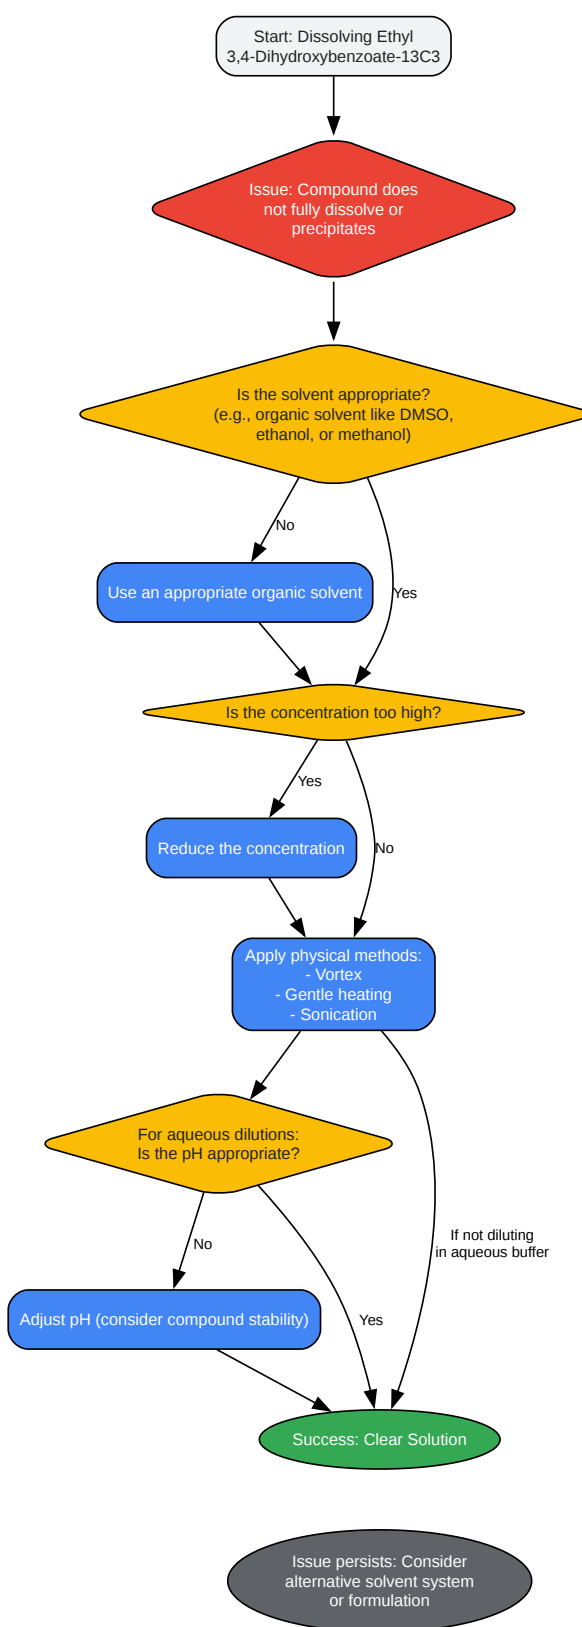 Start: Dissolving Ethyl
3,4-Dihydroxybenzoate-13C3
Issue: Compound does
not fully dissolve or
precipitates
Is the solvent appropriate?
(e.g., organic solvent like DMSO,
ethanol, or methanol)
No
Use an appropriate organic solvent
Yes
Is the concentration too high?
Yes
Reduce the concentration
No
Apply physical methods:
- Vortex
- Gentle heating
- Sonication
For aqueous dilutions:
Is the pH appropriate?
If not diluting
in aqueous buffer
No
Adjust pH (consider compound stability)
Yes
Success: Clear Solution
Issue persists: Consider
alternative solvent system
or formulation